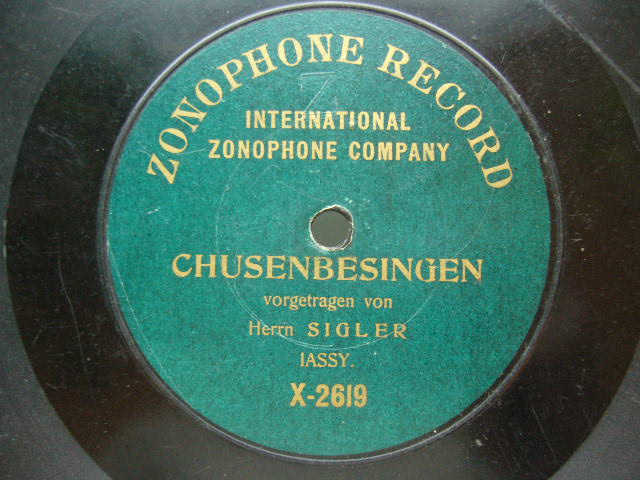 ZONOPHONE RECORD
INTERNATIONAL
ZONOPHONE COMPANY
CHUSENBESINGEN
vorgetragen von
Herrn SIGLER
IASSY.
X-2619